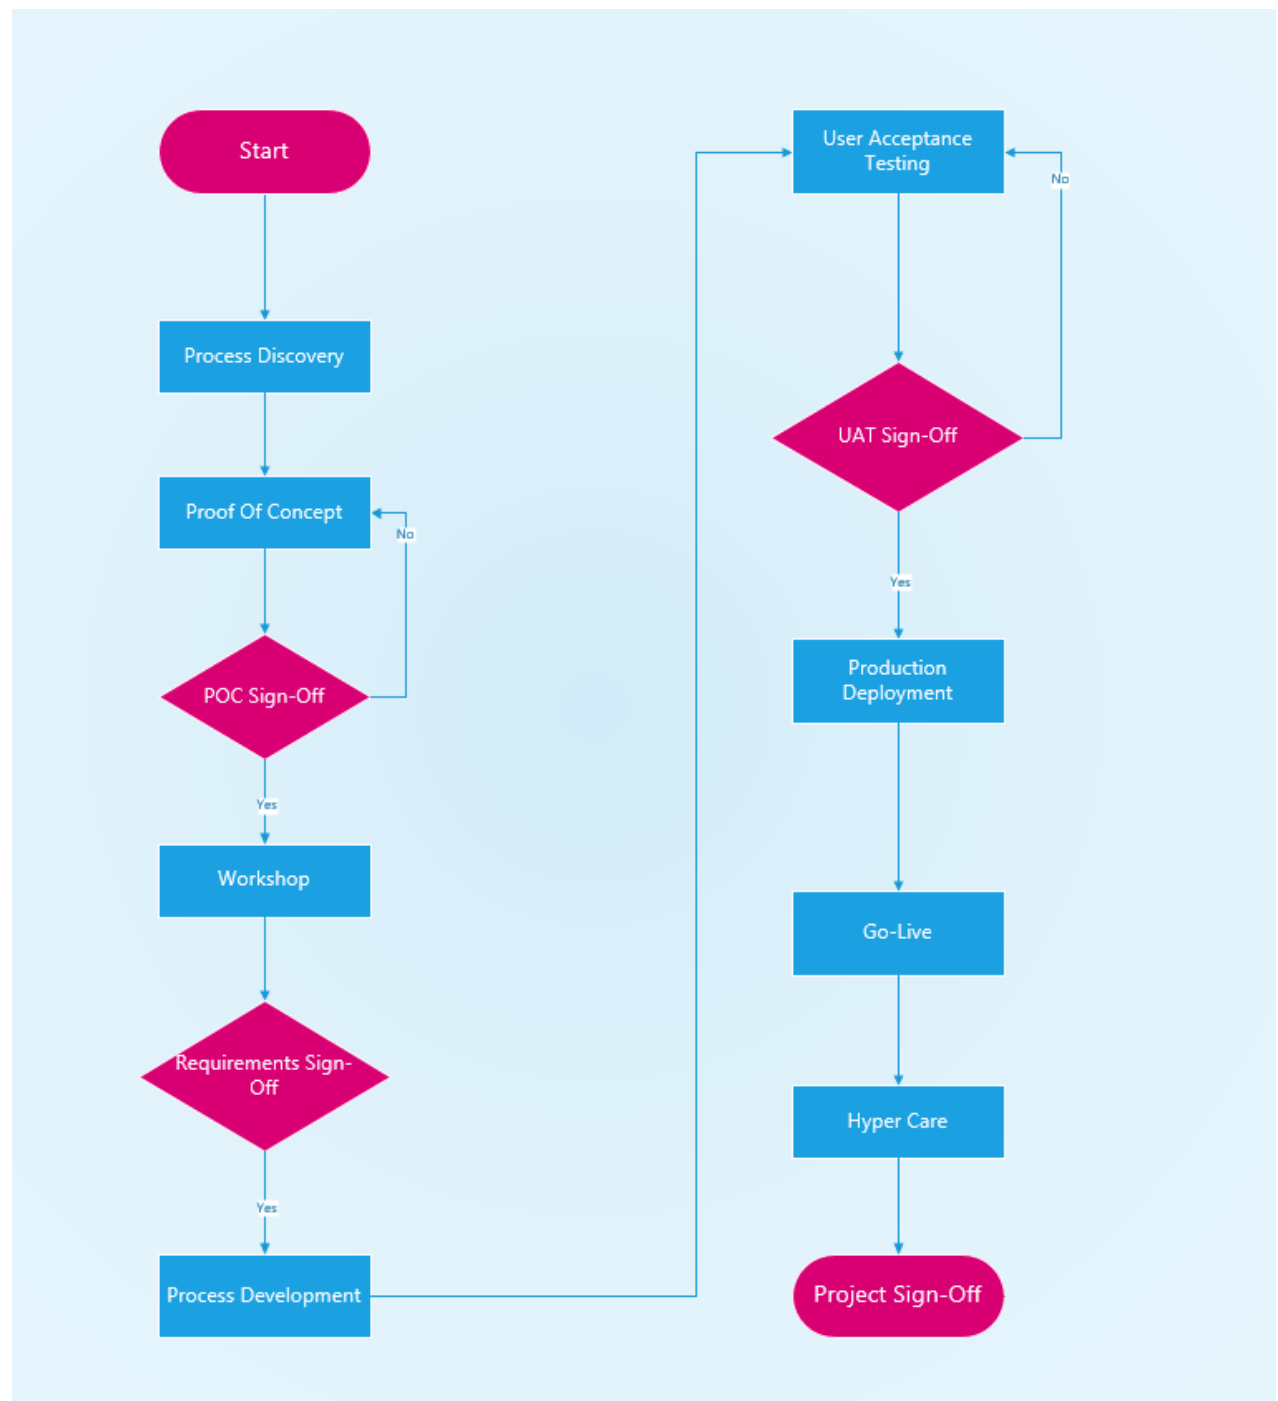 Start
Process Discovery
Proof Of Concept
No
POC Sign-Off
Yes
Workshop
Requirements Sign-
Off
Yes
Process Development
User Acceptance
Testing
No
UAT Sign-Off
Yes
Production
Deployment
Go-Live
Hyper Care
Project Sign-Off